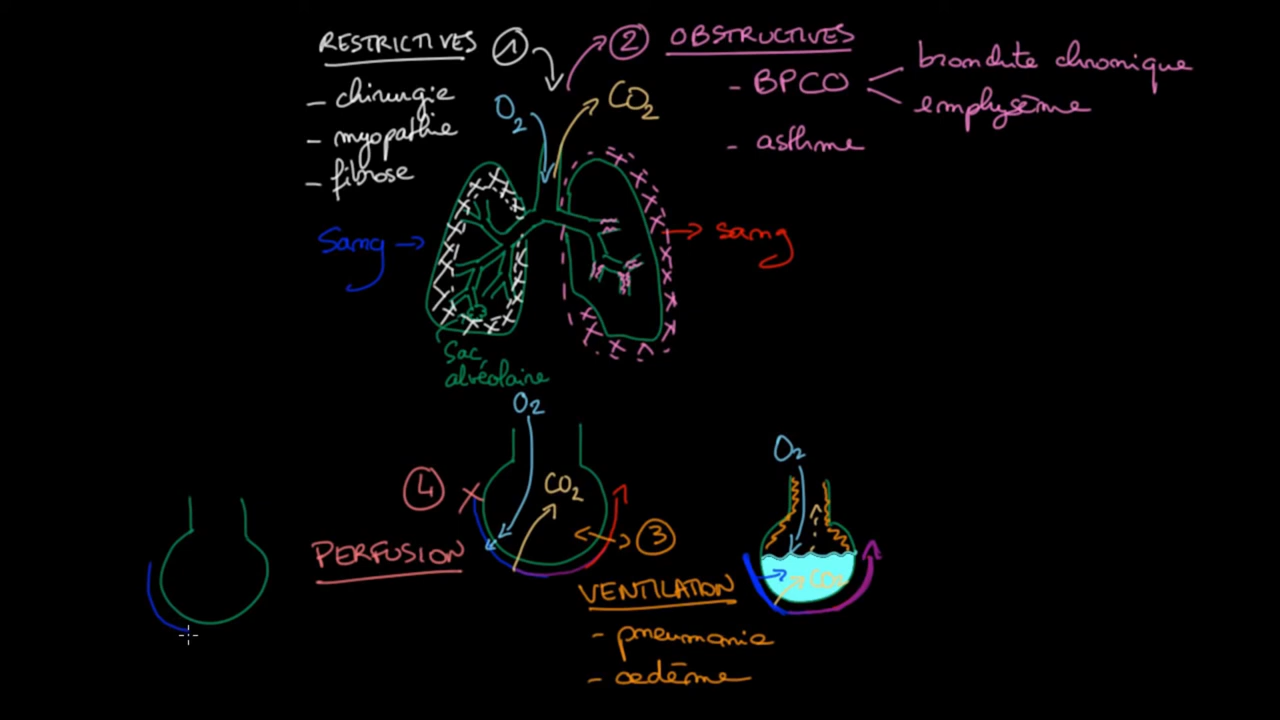 RESTRICTIVES 1
- chirurgie
- myopathie
- fibrose
2 OBSTRUCTIVES
- BPCO
bronchite chronique
emphysème
- asthme
O2
CO2
Sang →
→ sang
Sac
alvéolaire
O2
CO2
4
PERFUSION
3
VENTILATION
- pneumonie
- œdème
O2
CO2